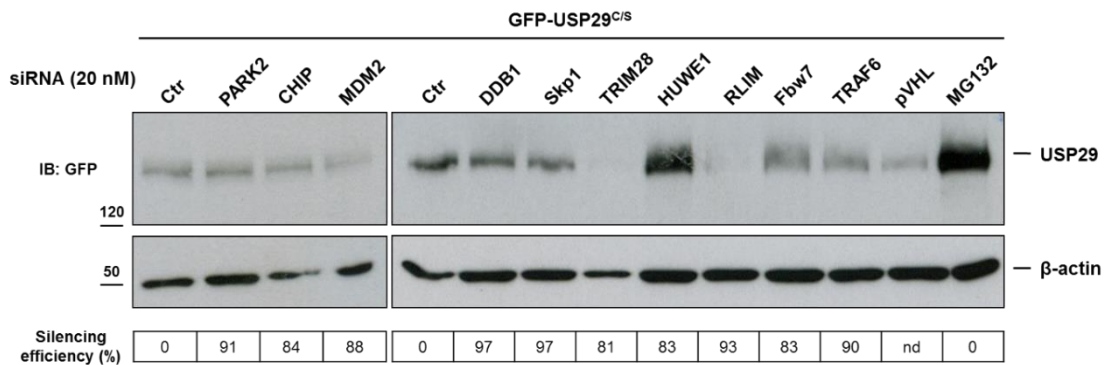 GFP-USP29C/S
siRNA (20 nM)
Ctr PARK2 CHIP MDM2 Ctr DDB1 Skp1 TRIM28 HUWE1 RLIM Fbw7 TRAF6 pVHL MG132
IB: GFP
USP29
120
50
β-actin
Silencing
efficiency (%)
0 91 84 88 0 97 97 81 83 93 83 90 nd 0